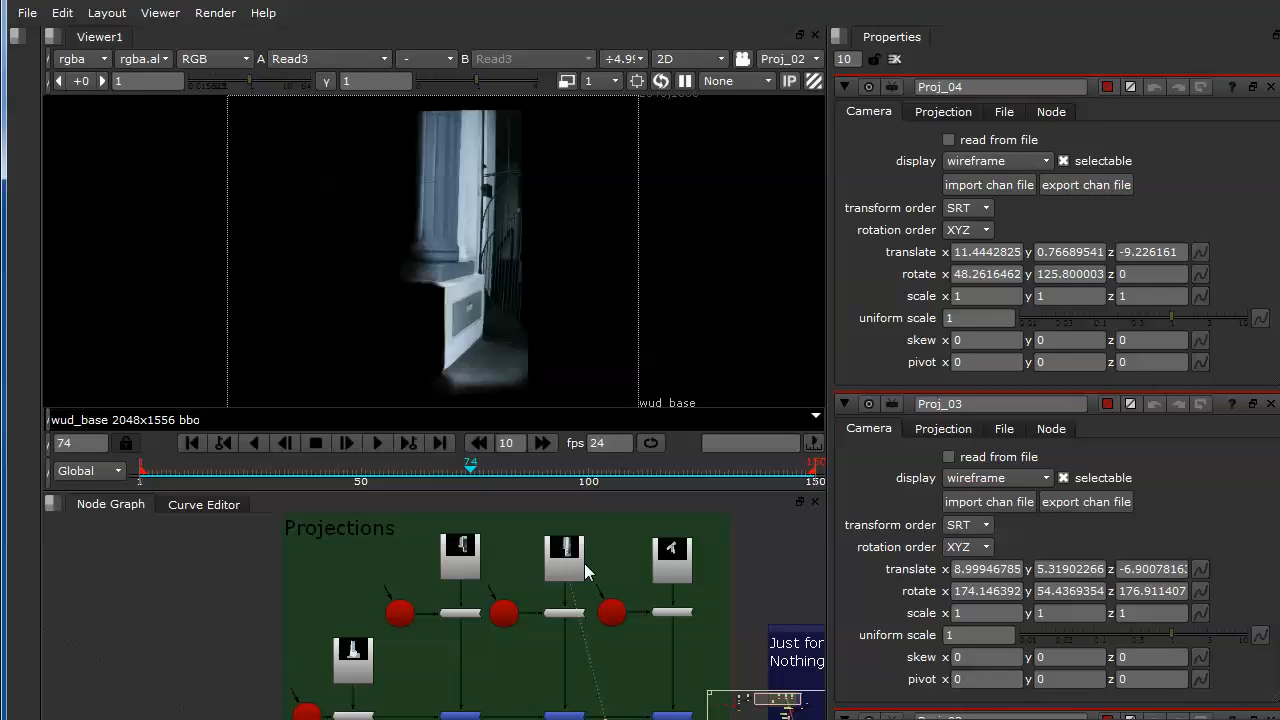 File Edit Layout Viewer Render Help
Viewer1
Properties
rgba rgba.al RGB A Read3 - B Read3 ÷4.9 2D Proj_02
10
+0 1 y 1 1 None IP
Proj_04
Camera Projection File Node
read from file
display wireframe selectable
import chan file export chan file
transform order SRT
rotation order XYZ
translate x 11.4442825 y 0.76689541 z -9.226161
rotate x 48.2616462 y 125.800003 z 0
scale x 1 y 1 z 1
uniform scale 1
skew x 0 y 0 z 0
pivot x 0 y 0 z 0
wud_base
wud_base 2048x1556 bbo
Proj_03
Camera Projection File Node
74 10 fps 24
read from file
Global 74 1 50 100 150
display wireframe selectable
import chan file export chan file
Node Graph Curve Editor
transform order SRT
Projections
rotation order XYZ
translate x 8.99946785 y 5.31902266 z -6.9007816
rotate x 174.146392 y 54.4369354 z 176.911407
scale x 1 y 1 z 1
uniform scale 1
Just for
Nothing
skew x 0 y 0 z 0
pivot x 0 y 0 z 0